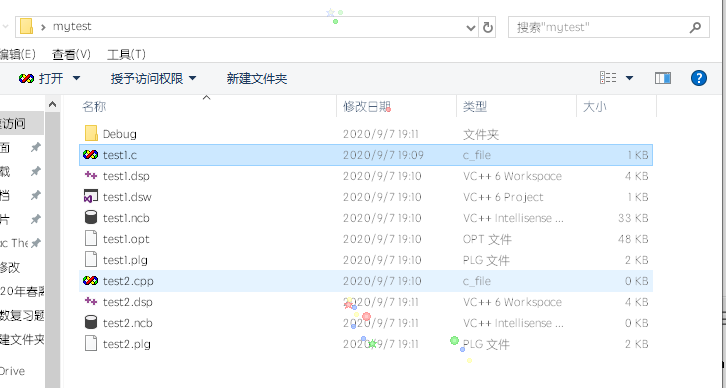 mytest
搜索"mytest"
编辑(E) 查看(V) 工具(T)
打开 授予访问权限 新建文件夹
名称 修改日期 类型 大小
访问
Debug 2020/9/7 19:11 文件夹
面 test1.c 2020/9/7 19:09 c_file 1 KB
载 test1.dsp 2020/9/7 19:10 VC++ 6 Workspace 4 KB
档 test1.dsw 2020/9/7 19:10 VC++ 6 Project 1 KB
片 test1.ncb 2020/9/7 19:10 VC++ Intellisense ... 33 KB
ac The test1.opt 2020/9/7 19:10 OPT 文件 48 KB
修改 test1.plg 2020/9/7 19:10 PLG 文件 2 KB
20年春离 test2.cpp 2020/9/7 19:10 c_file 0 KB
数复习题 test2.dsp 2020/9/7 19:11 VC++ 6 Workspace 4 KB
建文件夹 test2.ncb 2020/9/7 19:11 VC++ Intellisense ... 0 KB
test2.plg 2020/9/7 19:11 PLG 文件 2 KB
Drive